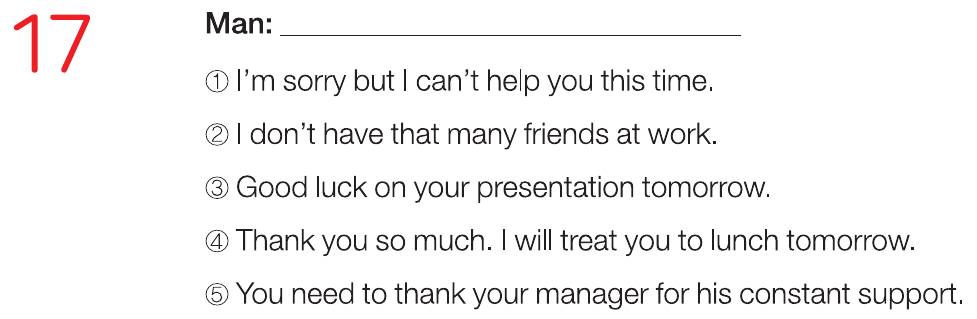 17
Man: ______________________________
① I'm sorry but I can't help you this time.
② I don't have that many friends at work.
③ Good luck on your presentation tomorrow.
④ Thank you so much. I will treat you to lunch tomorrow.
⑤ You need to thank your manager for his constant support.